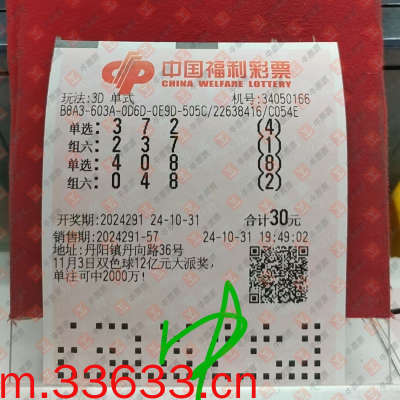 中国福利彩票
CHINA WELFARE LOTTERY
玩法:3D 单式 机号:34050166
B8A3-603A-0D6D-0E9D-505C/22638416/C054E
单选: 3 7 2 (4)
组六: 2 3 7 (1)
单选: 4 0 8 (8)
组六: 0 4 8 (2)
开奖期:2024291 24-10-31 合计30元
销售期:2024291-57 24-10-31 19:49:02
地址:丹阳镇丹向路36号
11月3日双色球12亿元大派奖,
单注可中2000万!
中
m.33633.cn